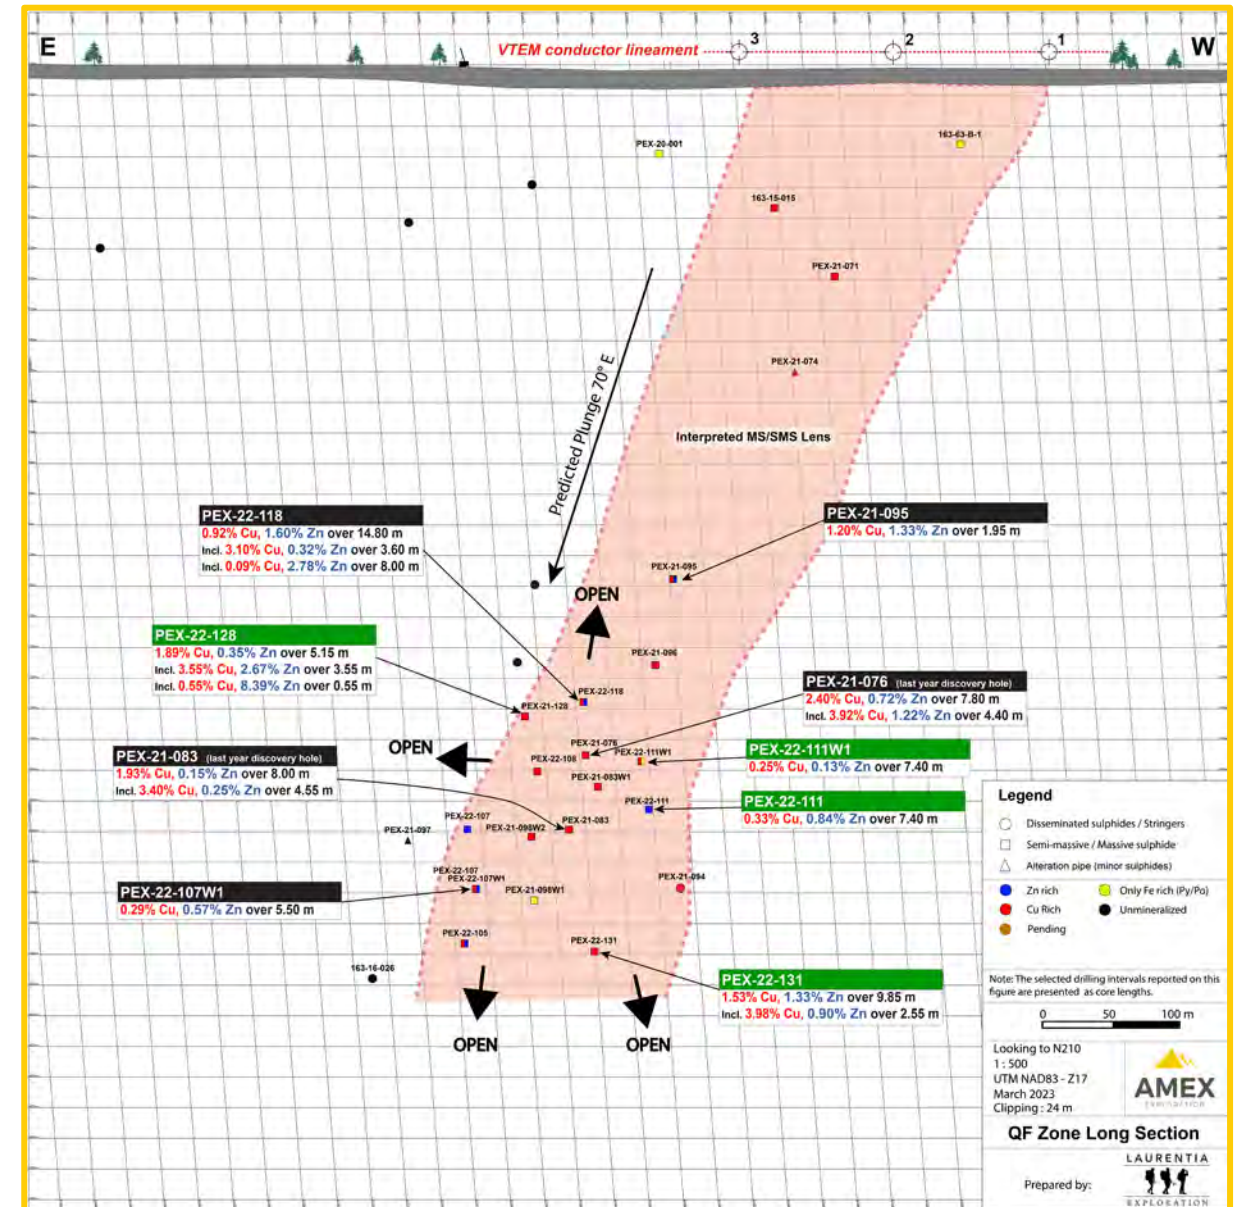 E
VTEM conductor lineament
3
2
1
W
PEX-20-001
163-63-B-1
163-15-015
PEX-21-071
PEX-21-074
Predicted Plunge 70° E
Interpreted MS/SMS Lens
PEX-22-118
0.92% Cu, 1.60% Zn over 14.80 m
Incl. 3.10% Cu, 0.32% Zn over 3.60 m
Incl. 0.09% Cu, 2.78% Zn over 8.00 m
PEX-21-095
1.20% Cu, 1.33% Zn over 1.95 m
PEX-21-095
OPEN
PEX-22-128
1.89% Cu, 0.35% Zn over 5.15 m
Incl. 3.55% Cu, 2.67% Zn over 3.55 m
Incl. 0.55% Cu, 8.39% Zn over 0.55 m
PEX-21-096
PEX-22-118
PEX-21-128
PEX-21-076 (last year discovery hole)
2.40% Cu, 0.72% Zn over 7.80 m
Incl. 3.92% Cu, 1.22% Zn over 4.40 m
OPEN
PEX-21-076
PEX-22-111W1
PEX-22-108
PEX-21-083W1
PEX-22-111W1
0.25% Cu, 0.13% Zn over 7.40 m
PEX-21-083 (last year discovery hole)
1.93% Cu, 0.15% Zn over 8.00 m
Incl. 3.40% Cu, 0.25% Zn over 4.55 m
PEX-22-111
PEX-22-111
0.33% Cu, 0.84% Zn over 7.40 m
PEX-22-107
PEX-21-083
PEX-21-097
PEX-21-098W2
PEX-22-107
PEX-22-107W1
PEX-21-098W1
PEX-21-094
PEX-22-107W1
0.29% Cu, 0.57% Zn over 5.50 m
PEX-22-105
PEX-22-131
163-16-026
PEX-22-131
1.53% Cu, 1.33% Zn over 9.85 m
Incl. 3.98% Cu, 0.90% Zn over 2.55 m
OPEN
OPEN
Legend
Disseminated sulphides / Stringers
Semi-massive / Massive sulphide
Alteration pipe (minor sulphides)
Zn rich
Only Fe rich (Py/Po)
Cu Rich
Unmineralized
Pending
Note: The selected drilling intervals reported on this
figure are presented as core lengths.
0 50 100 m
Looking to N210
1 : 500
UTM NAD83 - Z17
March 2023
Clipping : 24 m
AMEX
EXPLORATION
QF Zone Long Section
Prepared by:
LAURENTIA
EXPLORATION